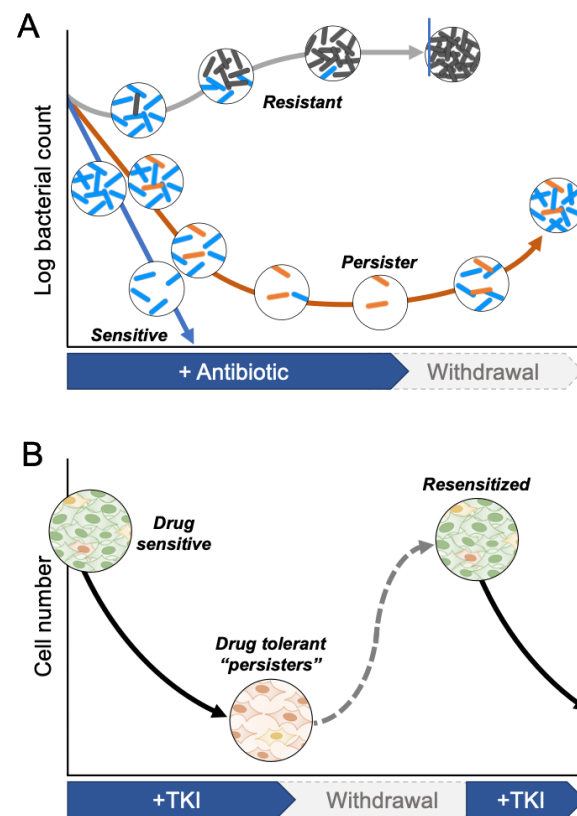 A
Log bacterial count
Resistant
Persister
Sensitive
+ Antibiotic
Withdrawal
B
Cell number
Drug
sensitive
Resensitized
Drug tolerant
“persisters”
+TKI
Withdrawal
+TKI